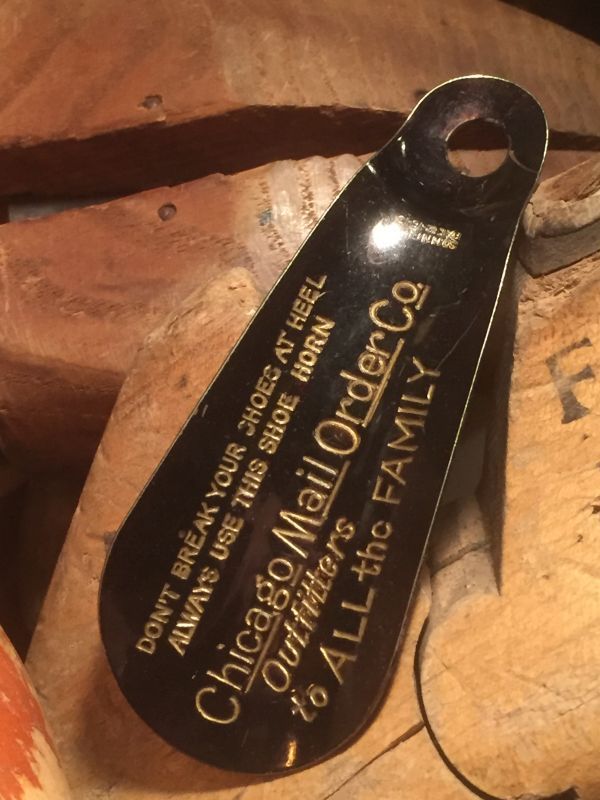 DON'T BREAK YOUR SHOES AT HEEL
ALWAYS USE THIS SHOE HORN
Chicago Mail Order Co
Outfitters
to ALL the FAMILY
F